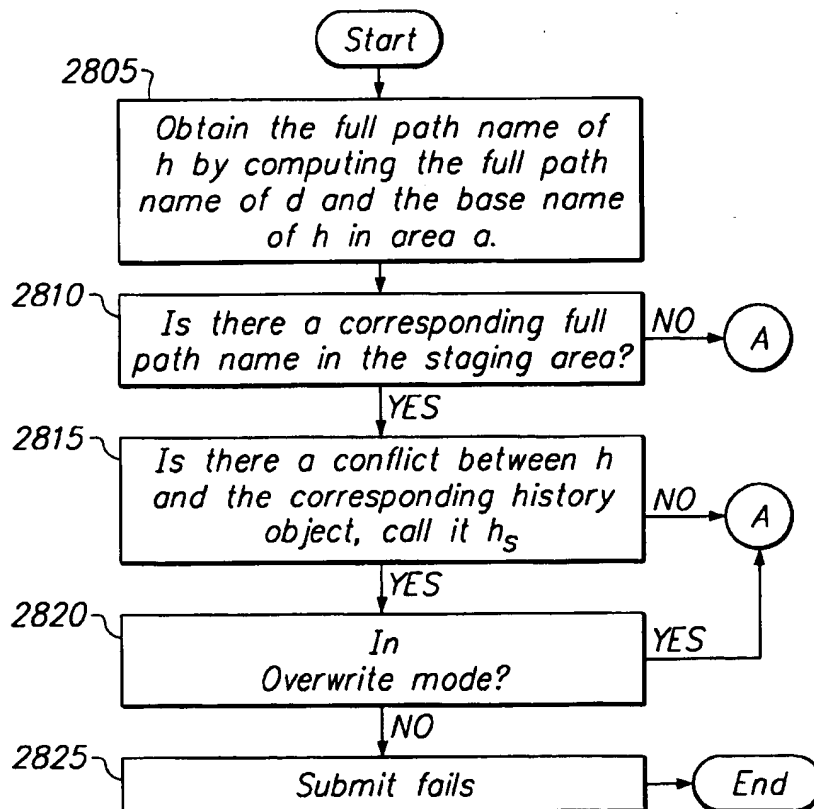 Start
2805
Obtain the full path name of
h by computing the full path
name of d and the base name
of h in area a.
2810
Is there a corresponding full
path name in the staging area?
NO
A
YES
2815
Is there a conflict between h
and the corresponding history
object, call it hs
NO
A
YES
2820
In
Overwrite mode?
YES
NO
2825
Submit fails
End